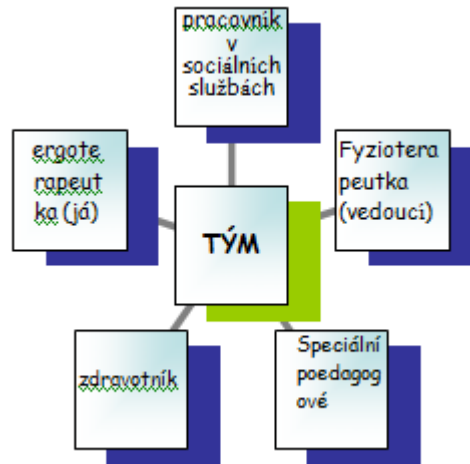 pracovník
v
sociálních
službách
ergote
rapeut
ka (já)
Fyziotera
peutka
(vedoucí)
TÝM
zdravotník
Speciální
poedagog
ové